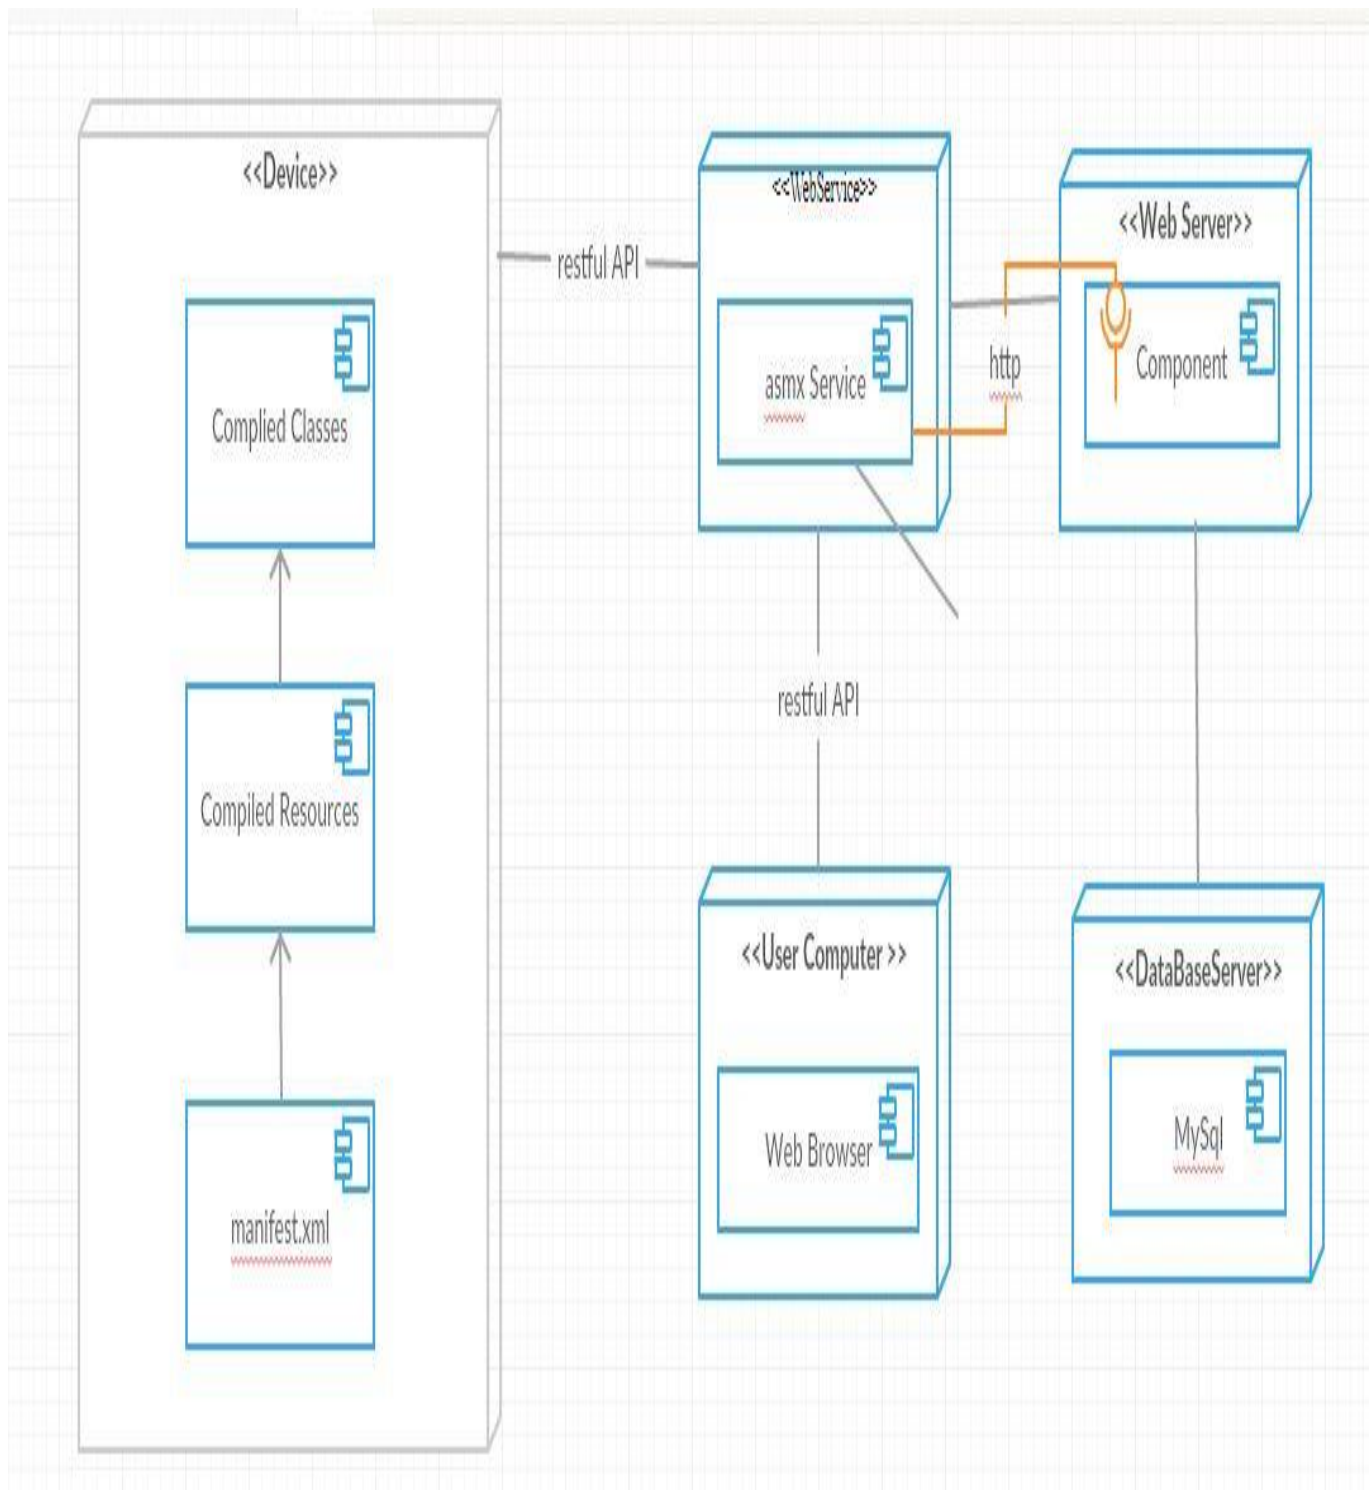 <<Device>>
Complied Classes
Compiled Resources
manifest.xml
restful API
<<WebService>>
asmx Service
http
<<Web Server>>
Component
restful API
<<User Computer >>
Web Browser
<<DataBaseServer>>
MySql